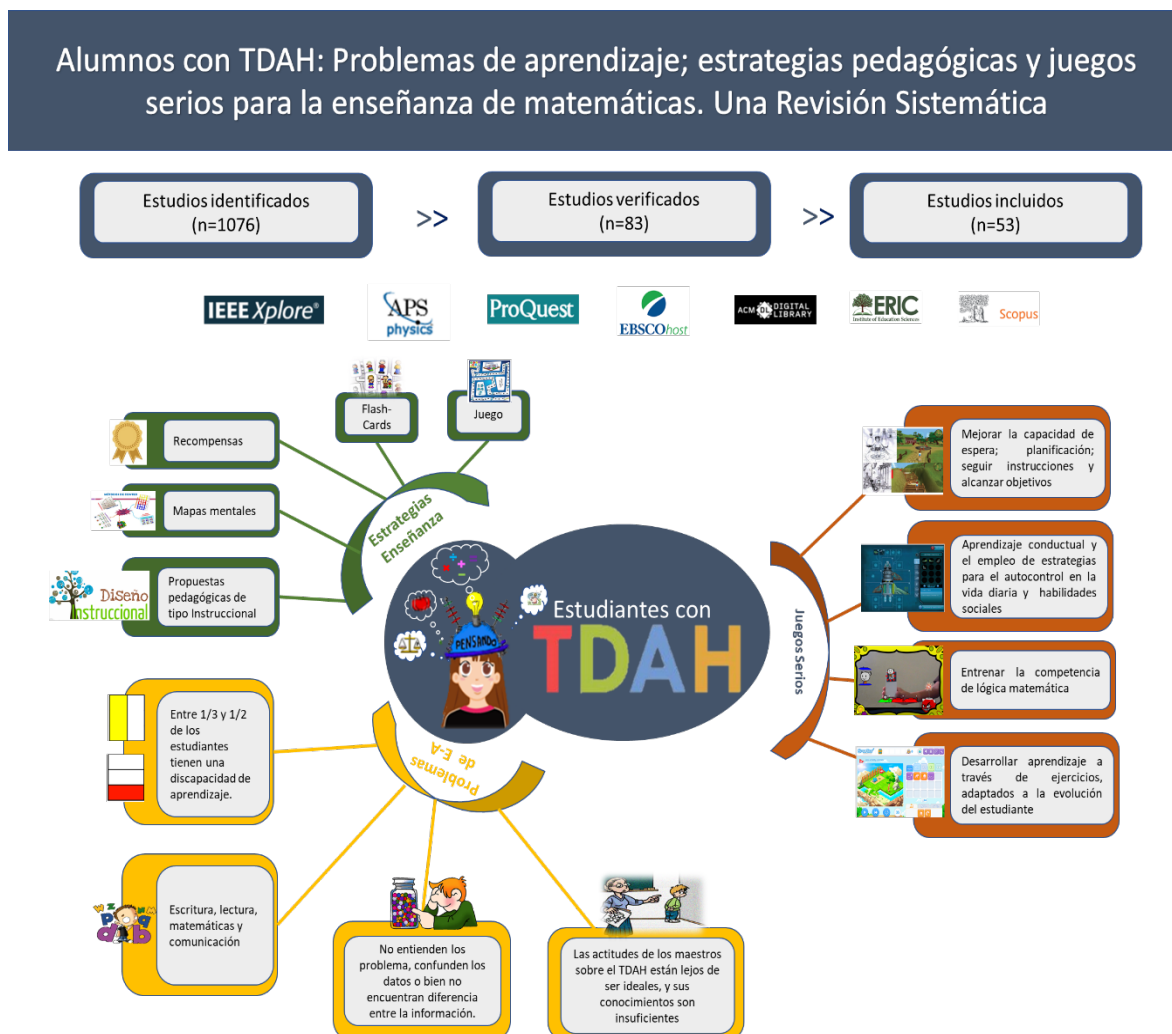 Alumnos con TDAH: Problemas de aprendizaje; estrategias pedagógicas y juegos
serios para la enseñanza de matemáticas. Una Revisión Sistemática
Estudios identificados
(n=1076)
>>
Estudios verificados
(n=83)
>>
Estudios incluidos
(n=53)
IEEE Xplore®
APS
physics
ProQuest
EBSCOhost
ACM DL DIGITAL
LIBRARY
ERIC
Institute of Education Sciences
Scopus
Flash-
Cards
Juego
Recompensas
Mapas mentales
Diseño
instruccional
Propuestas
pedagógicas de
tipo Instruccional
Estrategias
Enseñanza
PENSANDO
Estudiantes con
TDAH
Juegos Serios
Mejorar la capacidad de
espera; planificación;
seguir instrucciones y
alcanzar objetivos
Aprendizaje conductual y
el empleo de estrategias
para el autocontrol en la
vida diaria y habilidades
sociales
Entrenar la competencia
de lógica matemática
Desarrollar aprendizaje a
través de ejercicios,
adaptados a la evolución
del estudiante
Problemas
de E-A
Entre 1/3 y 1/2
de los
estudiantes
tienen una
discapacidad de
aprendizaje.
Escritura, lectura,
matemáticas y
comunicación
No entienden los
problema, confunden los
datos o bien no
encuentran diferencia
entre la información.
Las actitudes de los maestros
sobre el TDAH están lejos de
ser ideales, y sus
conocimientos son
insuficientes